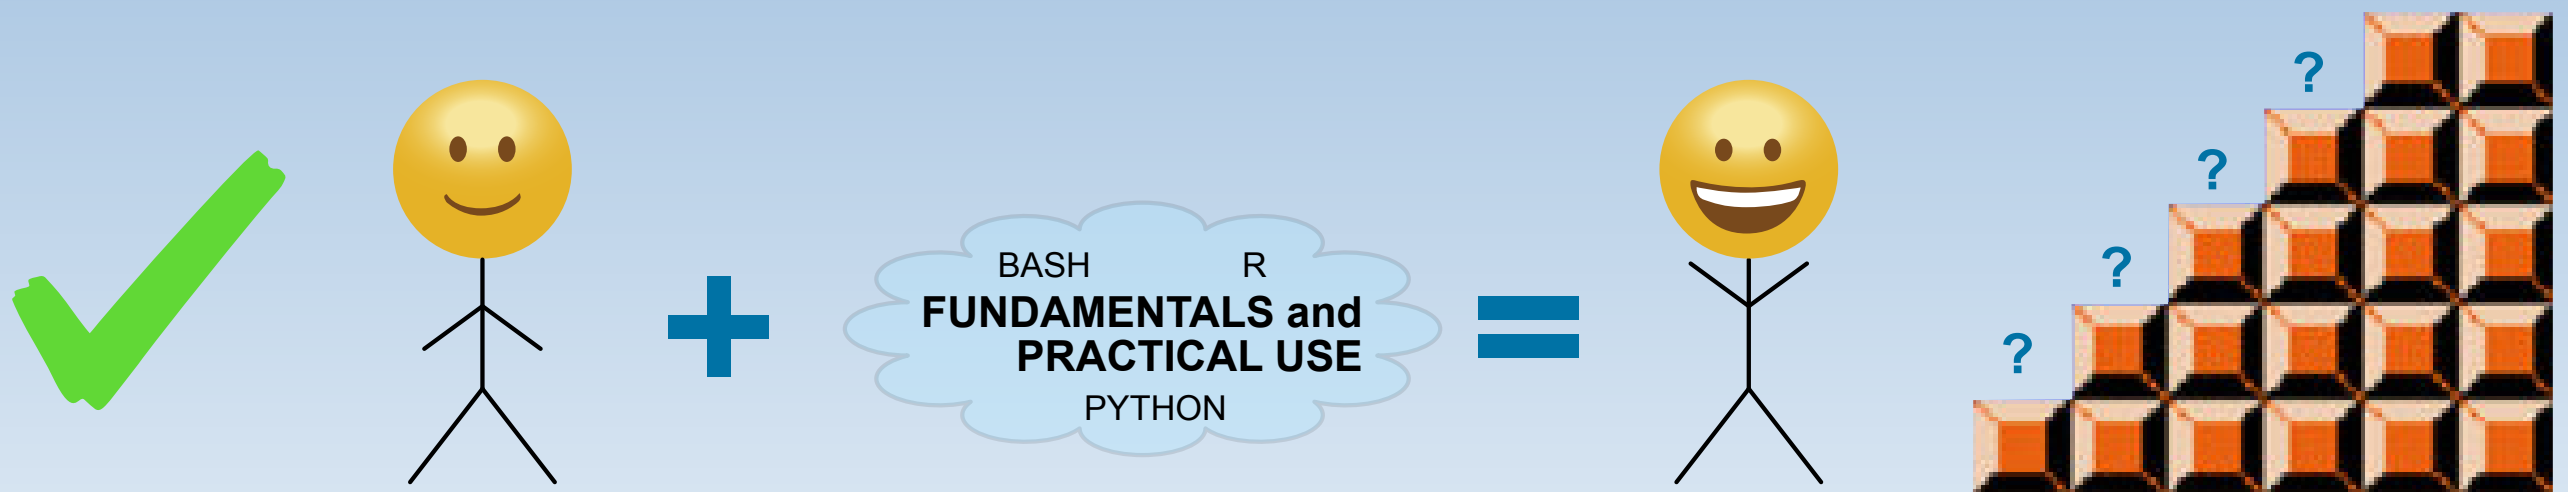 BASH R
FUNDAMENTALS and
PRACTICAL USE
PYTHON
?
?
?
?